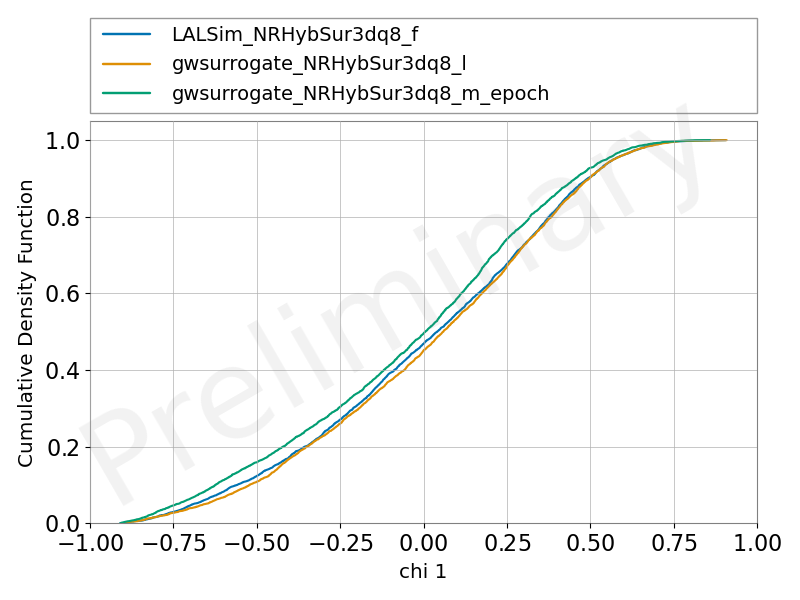 LALSim_NRHybSur3dq8_f
gwsurrogate_NRHybSur3dq8_l
gwsurrogate_NRHybSur3dq8_m_epoch
Preliminary
Cumulative Density Function
1.0
0.8
0.6
0.4
0.2
0.0
−1.00 −0.75 −0.50 −0.25 0.00 0.25 0.50 0.75 1.00
chi 1